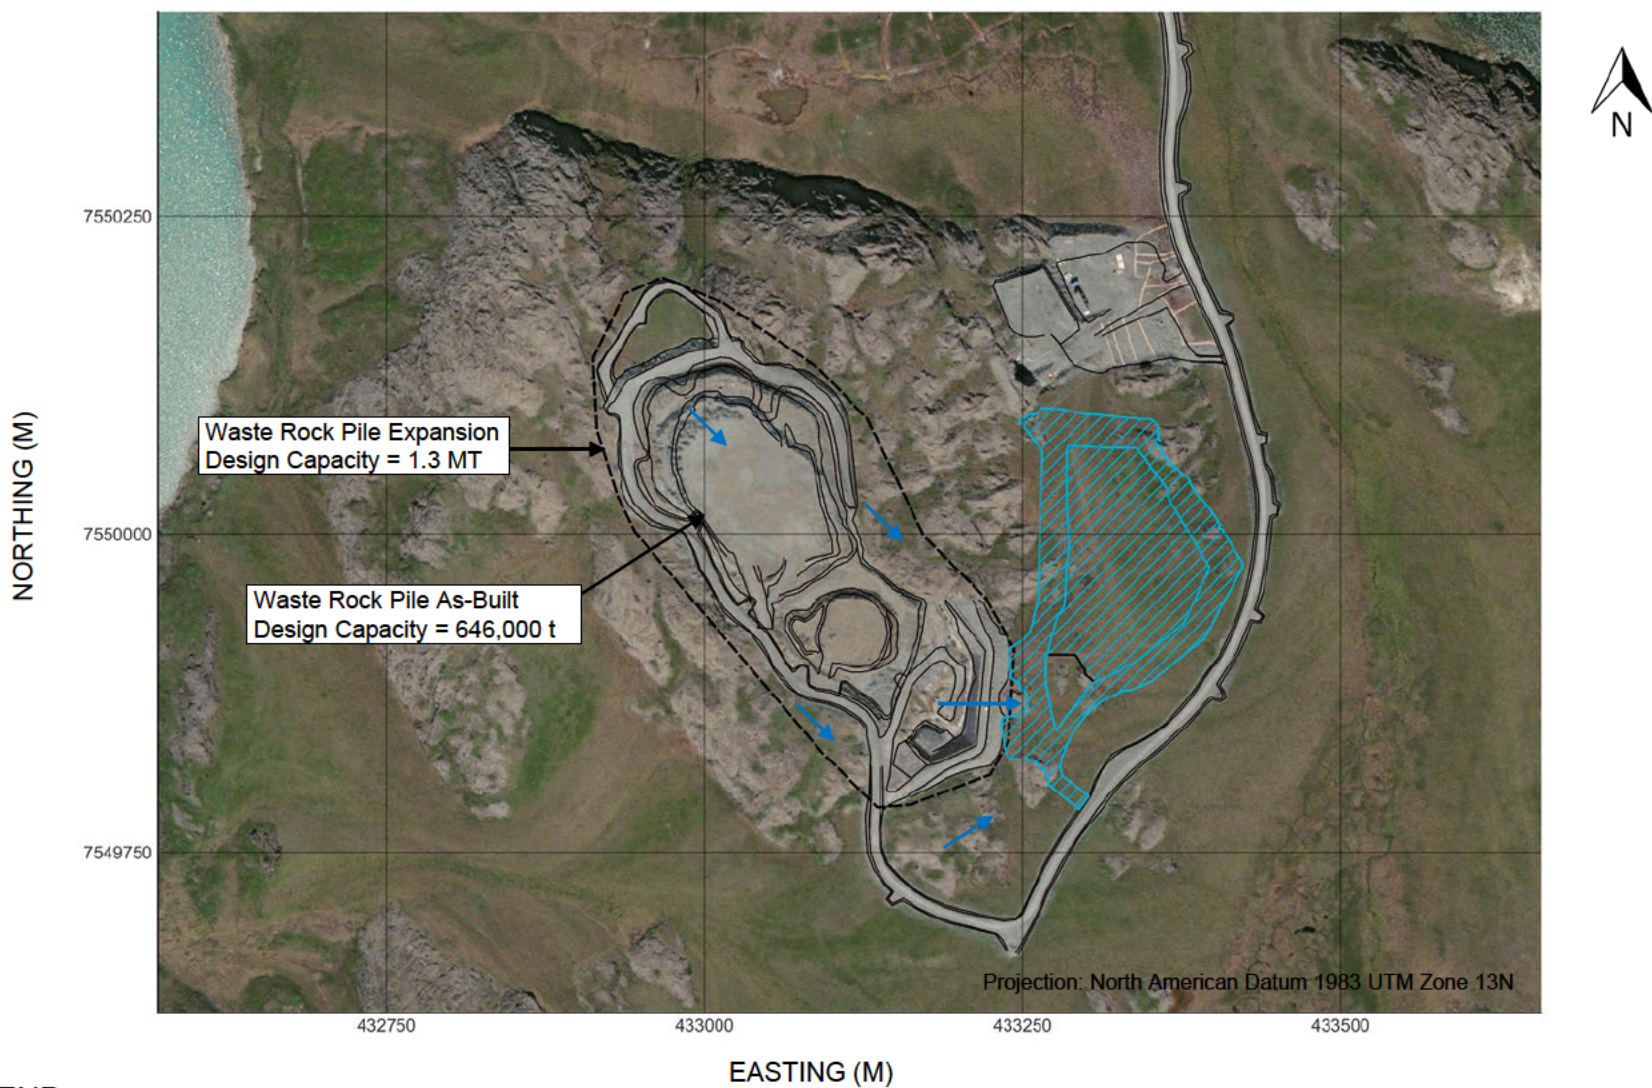 N
7550250
Waste Rock Pile Expansion
Design Capacity = 1.3 MT
NORTHING (M)
7550000
Waste Rock Pile As-Built
Design Capacity = 646,000 t
7549750
Projection: North American Datum 1983 UTM Zone 13N
432750
433000
433250
433500
EASTING (M)